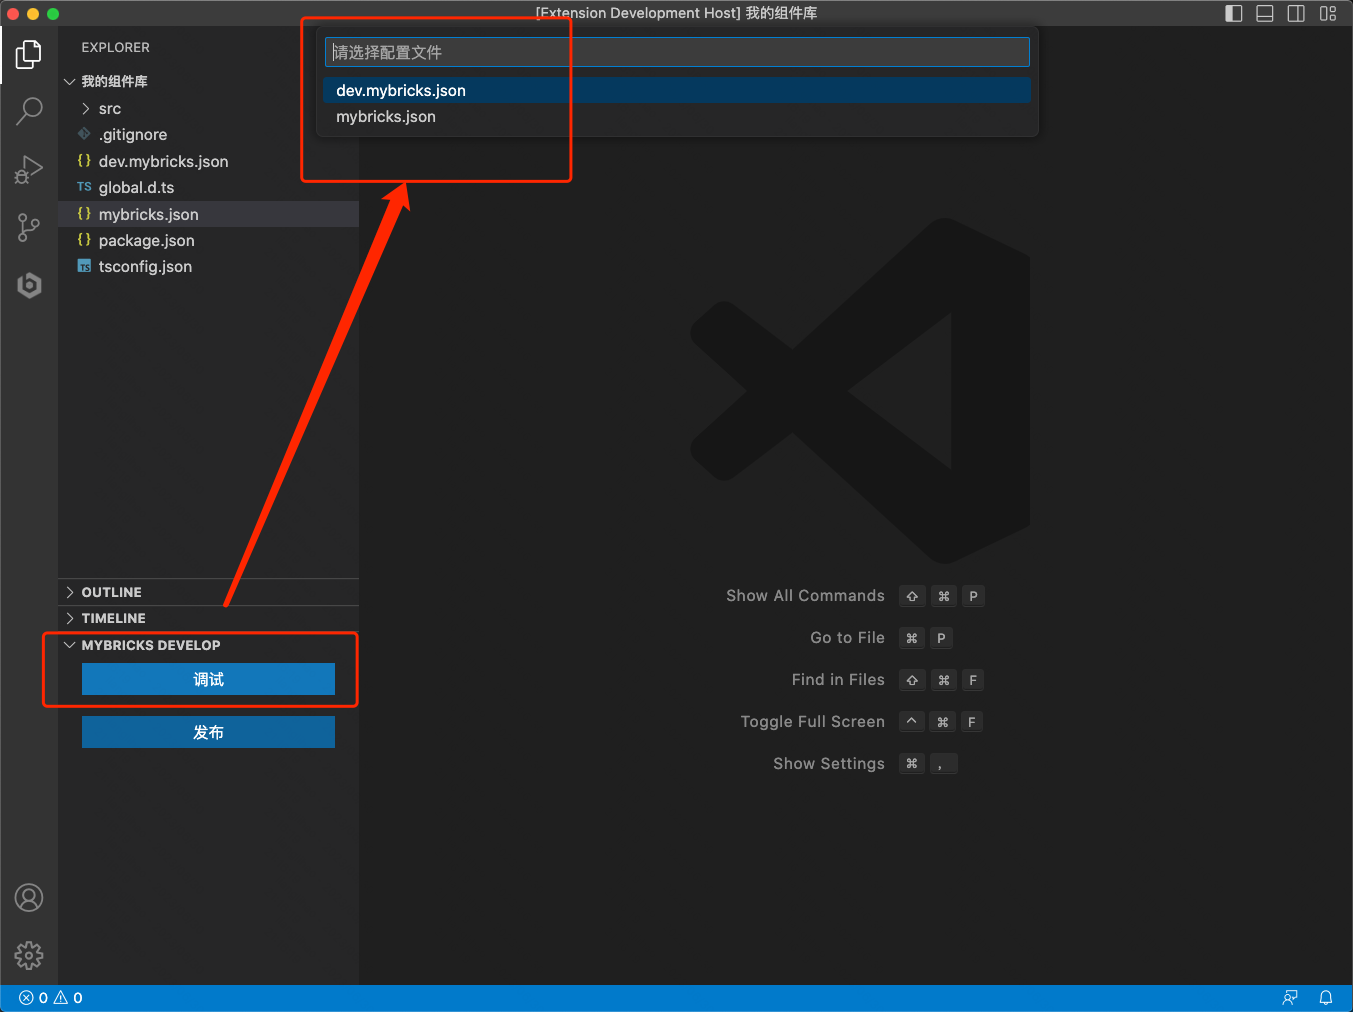 [Extension Development Host] 我的组件库
EXPLORER
我的组件库
src
.gitignore
{} dev.mybricks.json
TS global.d.ts
{} mybricks.json
{} package.json
TS tsconfig.json
请选择配置文件
dev.mybricks.json
mybricks.json
Show All Commands ⇧ ⌘ P
Go to File ⌘ P
Find in Files ⇧ ⌘ F
Toggle Full Screen ^ ⌘ F
Show Settings ⌘ ,
OUTLINE
TIMELINE
MYBRICKS DEVELOP
调试
发布
0 0